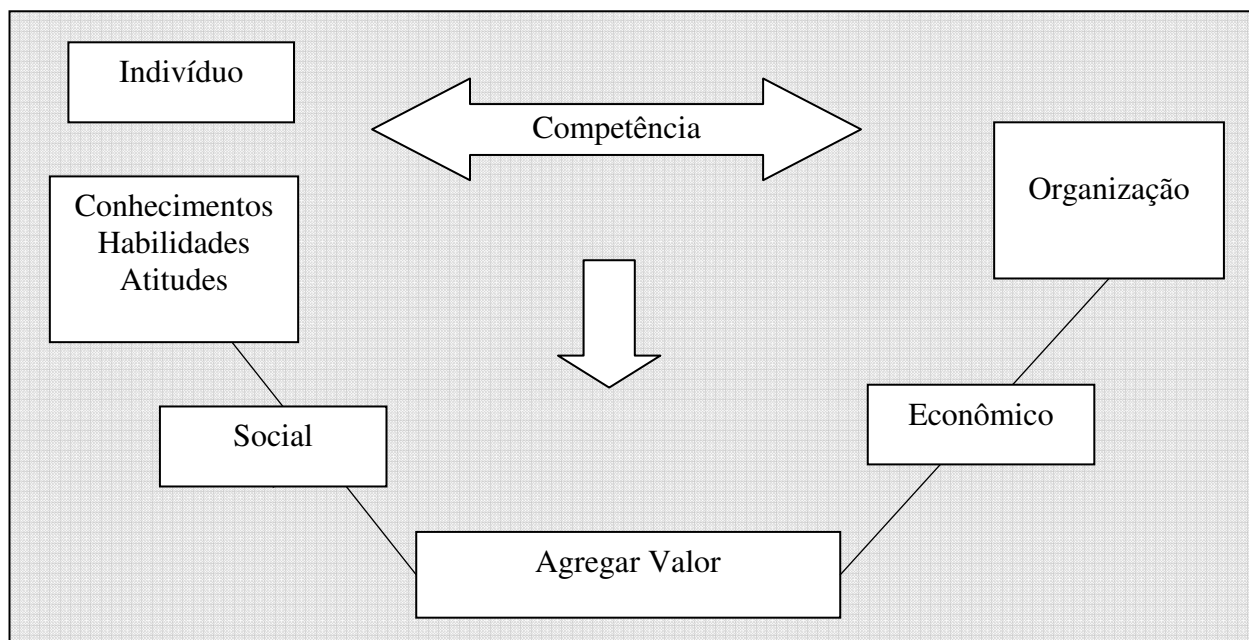 Indivíduo
Competência
Organização
Conhecimentos
Habilidades
Atitudes
Social
Econômico
Agregar Valor